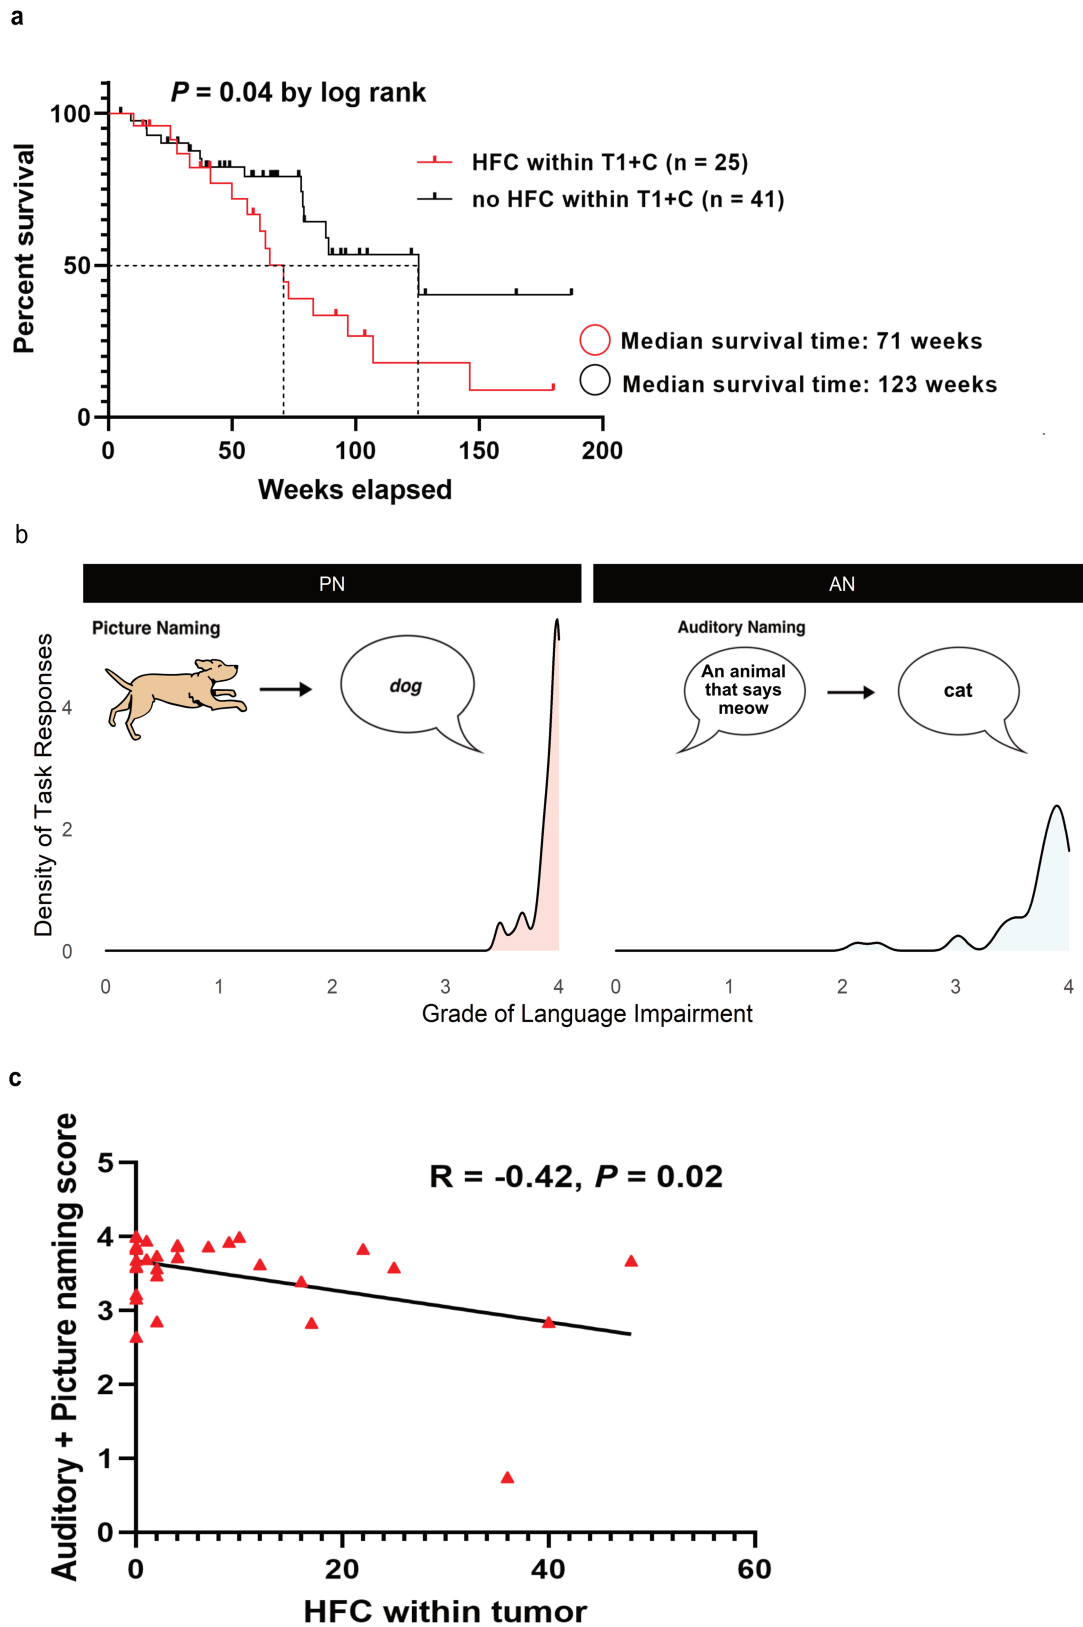 a
P = 0.04 by log rank
100
50
0
Percent survival
HFC within T1+C (n = 25)
no HFC within T1+C (n = 41)
Median survival time: 71 weeks
Median survival time: 123 weeks
0 50 100 150 200
Weeks elapsed
b
PN
AN
Picture Naming
dog
Auditory Naming
An animal
that says
meow
cat
Density of Task Responses
4
2
0
0 1 2 3 4
0 1 2 3 4
Grade of Language Impairment
c
R = -0.42, P = 0.02
Auditory + Picture naming score
5
4
3
2
1
0
0 20 40 60
HFC within tumor